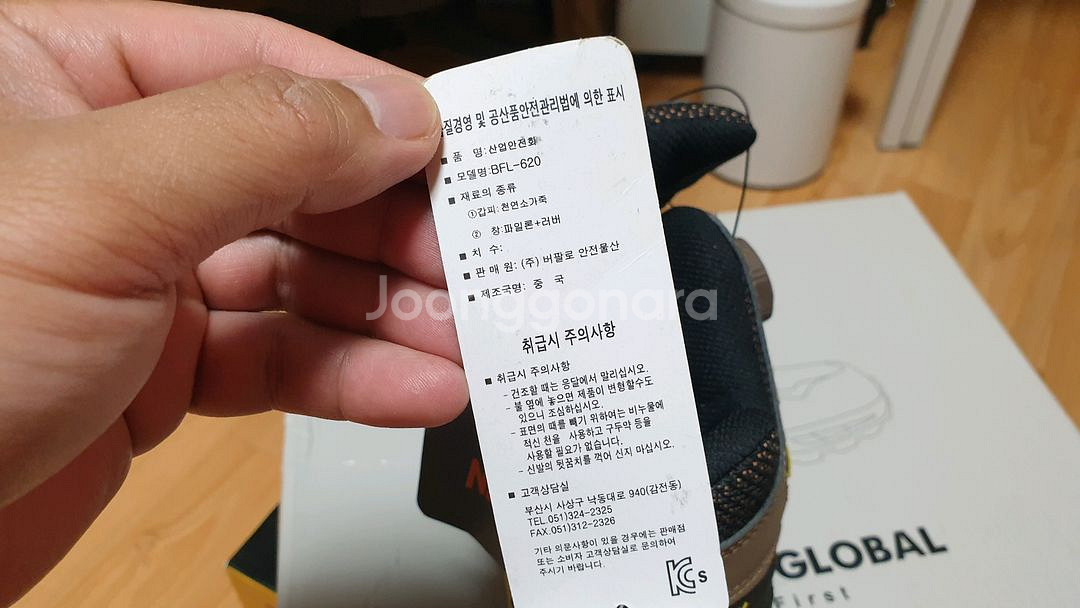 품질경영 및 공산품안전관리법에 의한 표시
■ 품 명:산업안전화
■ 모델명:BFL-620
■ 재료의 종류
①갑피:천연소가죽
② 창:파일론+러버
■ 치 수:
■ 판 매 원: (주) 버팔로 안전물산
■ 제조국명: 중 국
Joonggonara
취급시 주의사항
■ 취급시 주의사항
- 건조할 때는 응달에서 말리십시오.
- 불 옆에 놓으면 제품이 변형할수도
있으니 조심하십시오.
- 표면의 때를 빼기 위하여는 비누물에
적신 천을 사용하고 구두약 등을
사용할 필요가 없습니다.
- 신발의 뒷꿈치를 꺽어 신지 마십시오.
■ 고객상담실
부산시 사상구 낙동대로 940(감전동)
TEL.051)324-2325
FAX.051)312-2326
기타 의문사항이 있을 경우에는 판매점
또는 소비자 고객상담실로 문의하여
주시기 바랍니다.
KC s
GLOBAL
First